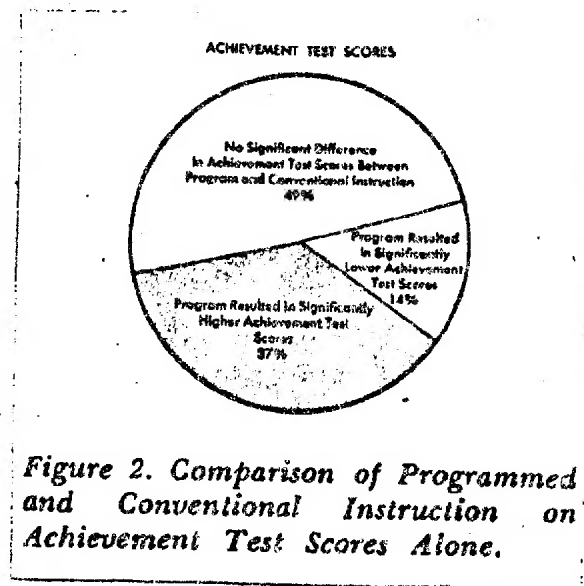 ACHIEVEMENT TEST SCORES
No Significant Difference
In Achievement Test Scores Between
Program and Conventional Instruction
49%
Program Resulted
In Significantly
Lower Achievement
Test Scores
14%
Program Resulted In Significantly
Higher Achievement Test
Scores
37%
Figure 2. Comparison of Programmed
and Conventional Instruction on
Achievement Test Scores Alone.